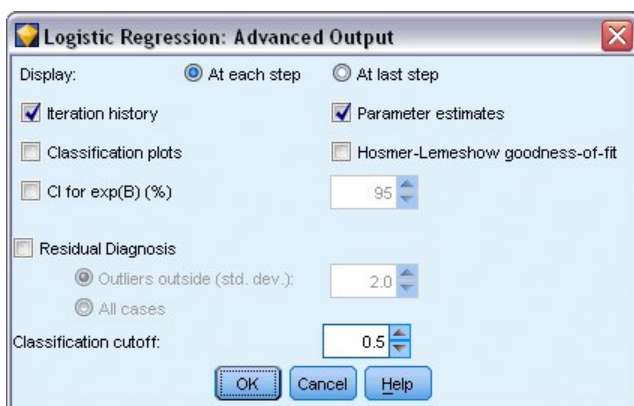 Logistic Regression: Advanced Output
Display: At each step At last step
Iteration history Parameter estimates
Classification plots Hosmer-Lemeshow goodness-of-fit
CI for exp(B) (%) 95
Residual Diagnosis
Outliers outside (std. dev.): 2.0
All cases
Classification cutoff: 0.5
OK Cancel Help